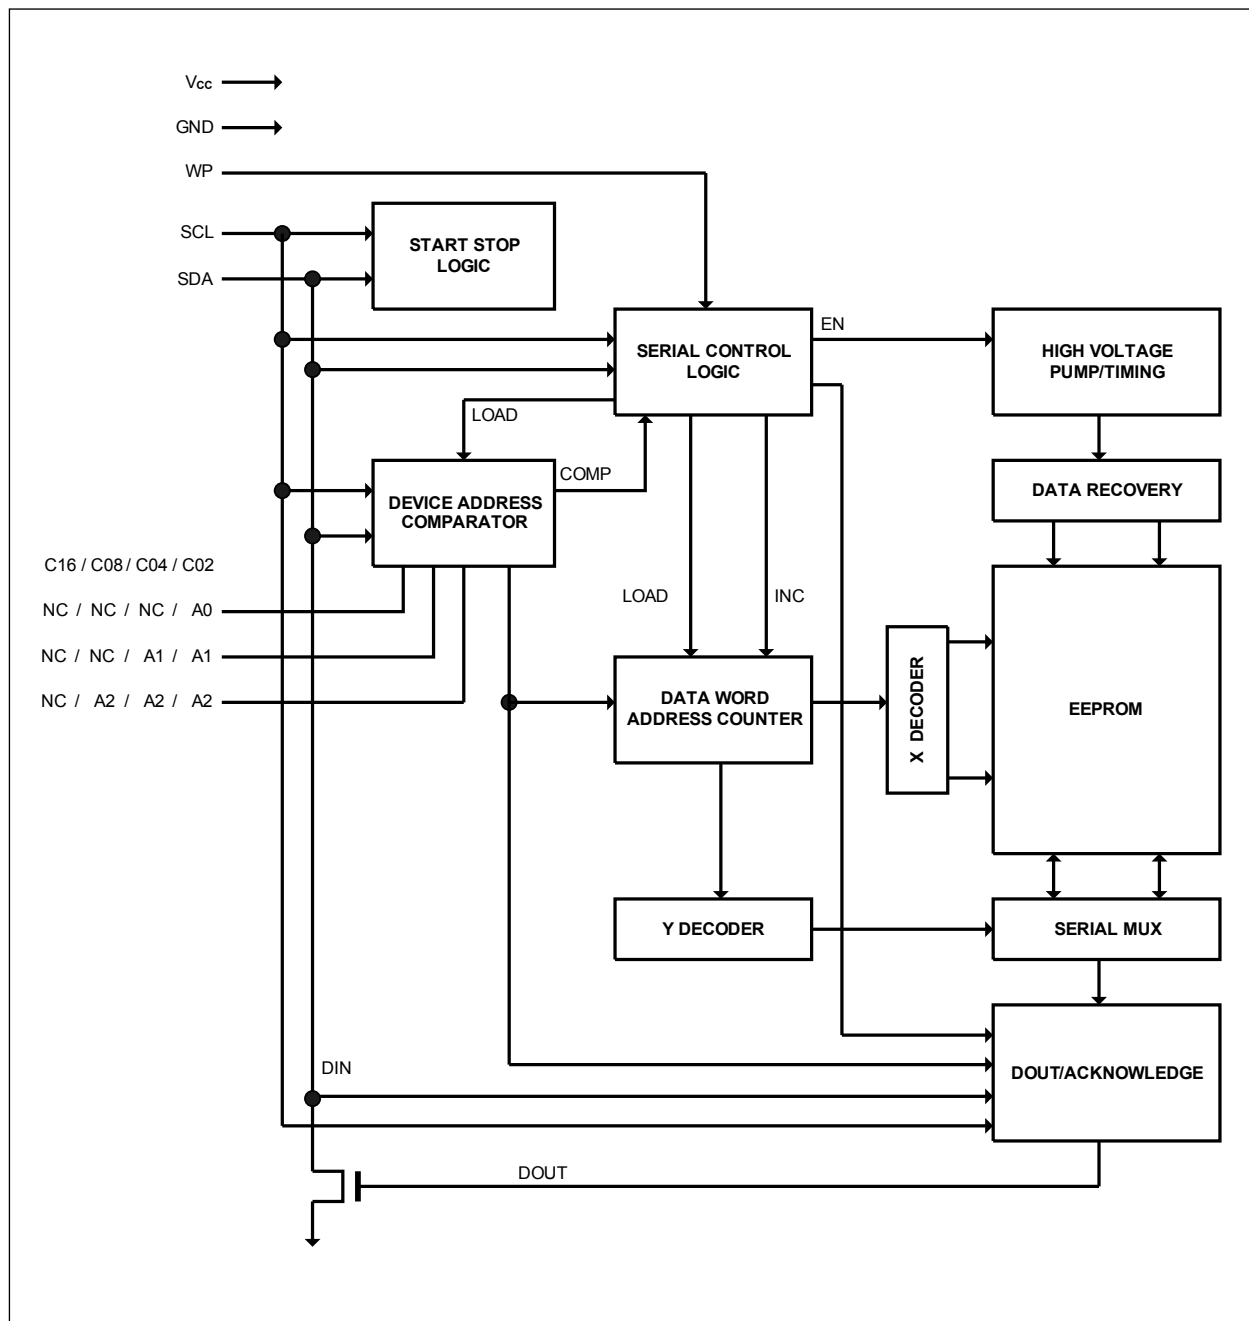 Vcc
GND
WP
SCL
START STOP
LOGIC
SDA
EN
SERIAL CONTROL
LOGIC
HIGH VOLTAGE
PUMP/TIMING
LOAD
COMP
DEVICE ADDRESS
COMPARATOR
DATA RECOVERY
C16 / C08 / C04 / C02
NC / NC / NC / A0
LOAD
INC
NC / NC / A1 / A1
NC / A2 / A2 / A2
DATA WORD
ADDRESS COUNTER
X DECODER
EEPROM
Y DECODER
SERIAL MUX
DIN
DOUT/ACKNOWLEDGE
DOUT